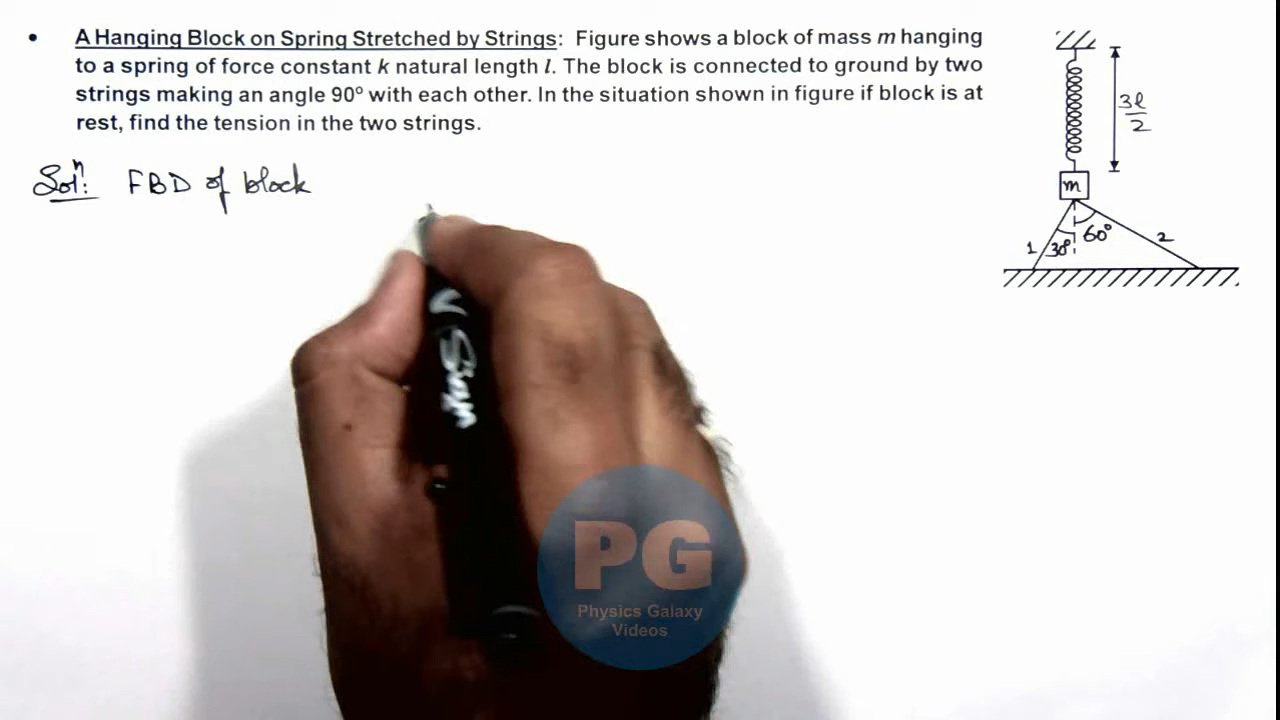 • A Hanging Block on Spring Stretched by Strings: Figure shows a block of mass m hanging
to a spring of force constant k natural length l. The block is connected to ground by two
strings making an angle 90° with each other. In the situation shown in figure if block is at
rest, find the tension in the two strings.
Solⁿ: FBD of block
3l/2
m
1 30° 60° 2
PG
Physics Galaxy
Videos